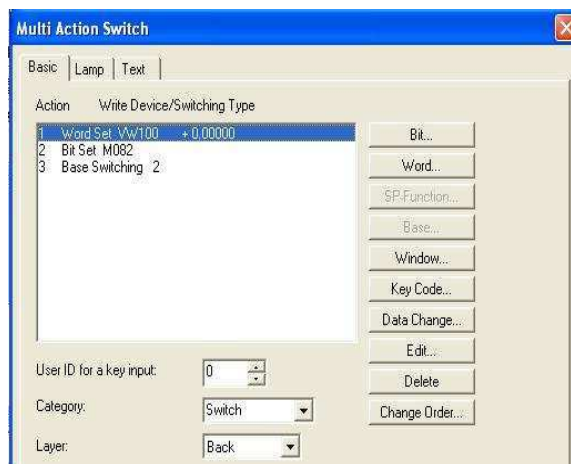 Multi Action Switch
Basic Lamp Text
Action Write Device/Switching Type
1 Word Set VW100 + 0.00000
2 Bit Set M082
3 Base Switching 2
Bit...
Word...
SP-Function...
Base...
Window...
Key Code...
Data Change...
Edit...
Delete
Change Order...
User ID for a key input: 0
Category: Switch
Layer: Back